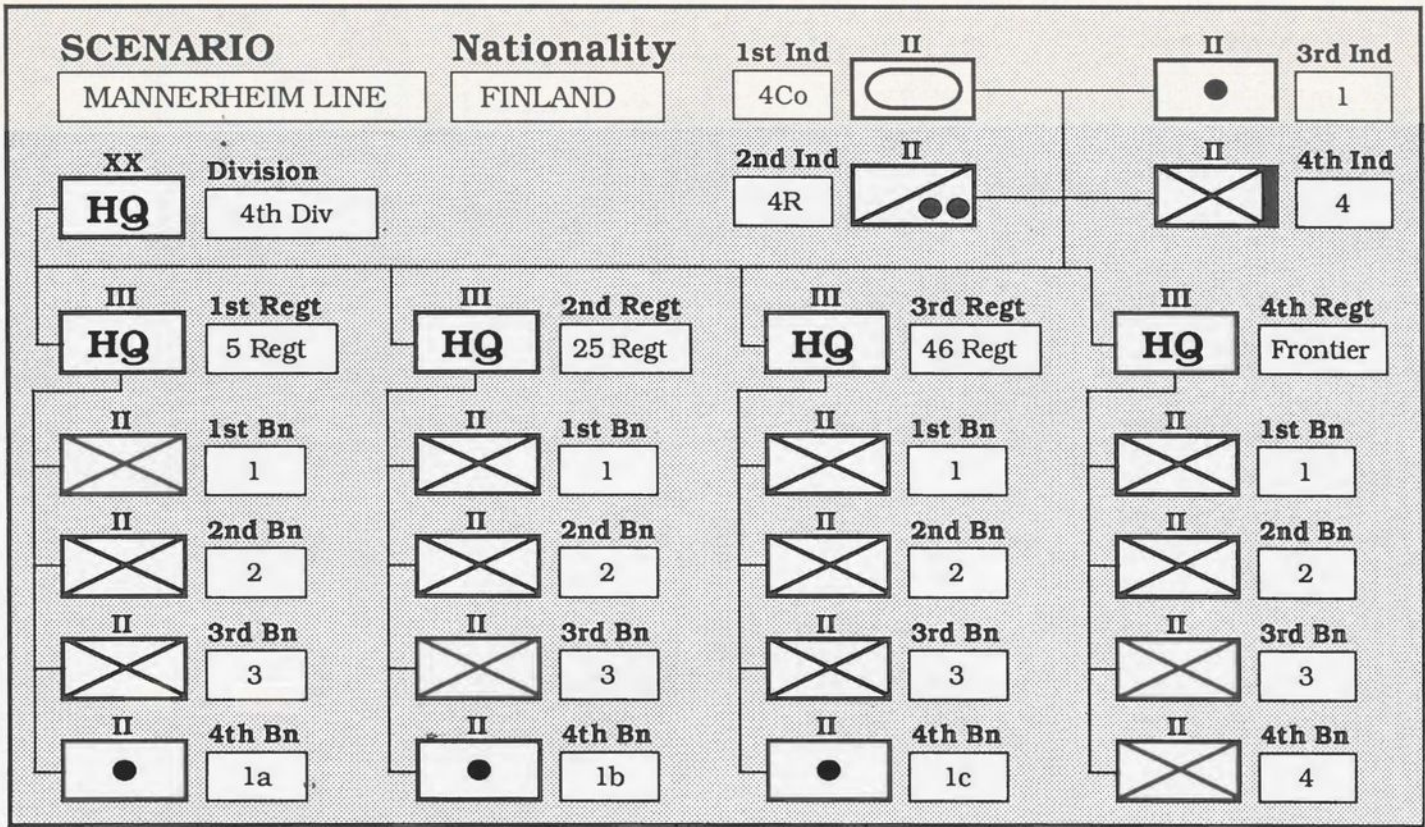 SCENARIO
MANNERHEIM LINE
Nationality
FINLAND
1st Ind
4Co
II
II
3rd Ind
1
2nd Ind
4R
II
II
4th Ind
4
XX
HQ
Division
4th Div
III
HQ
1st Regt
5 Regt
III
HQ
2nd Regt
25 Regt
III
HQ
3rd Regt
46 Regt
III
HQ
4th Regt
Frontier
II
1st Bn
1
II
1st Bn
1
II
1st Bn
1
II
1st Bn
1
II
2nd Bn
2
II
2nd Bn
2
II
2nd Bn
2
II
2nd Bn
2
II
3rd Bn
3
II
3rd Bn
3
II
3rd Bn
3
II
3rd Bn
3
II
4th Bn
1a
II
4th Bn
1b
II
4th Bn
1c
II
4th Bn
4